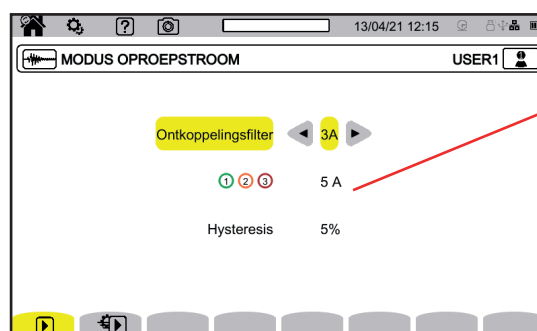 13/04/21 12:15
MODUS OPROEPSTROOM USER1
Ontkoppelingsfilter 3A
1 2 3 5 A
Hysteresis 5%